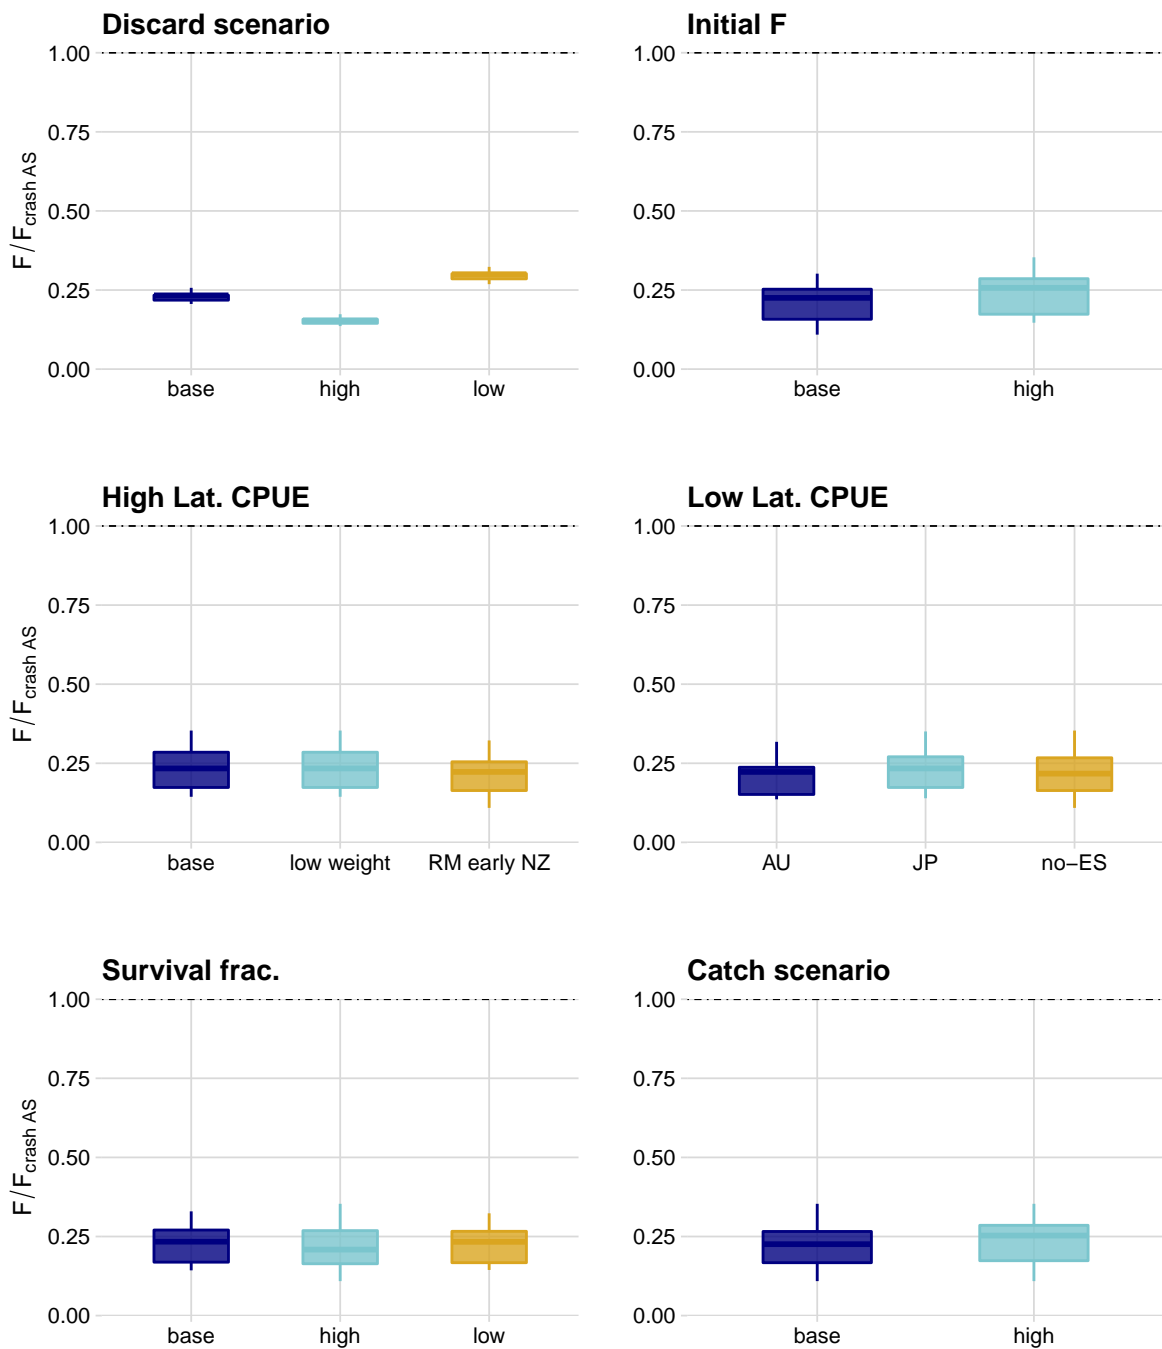 Discard scenario
Initial F
1.00
0.75
0.50
0.25
0.00
F/Fcrash AS
base high low
1.00
0.75
0.50
0.25
0.00
base high
High Lat. CPUE
Low Lat. CPUE
1.00
0.75
0.50
0.25
0.00
F/Fcrash AS
base low weight RM early NZ
1.00
0.75
0.50
0.25
0.00
AU JP no−ES
Survival frac.
Catch scenario
1.00
0.75
0.50
0.25
0.00
F/Fcrash AS
base high low
1.00
0.75
0.50
0.25
0.00
base high